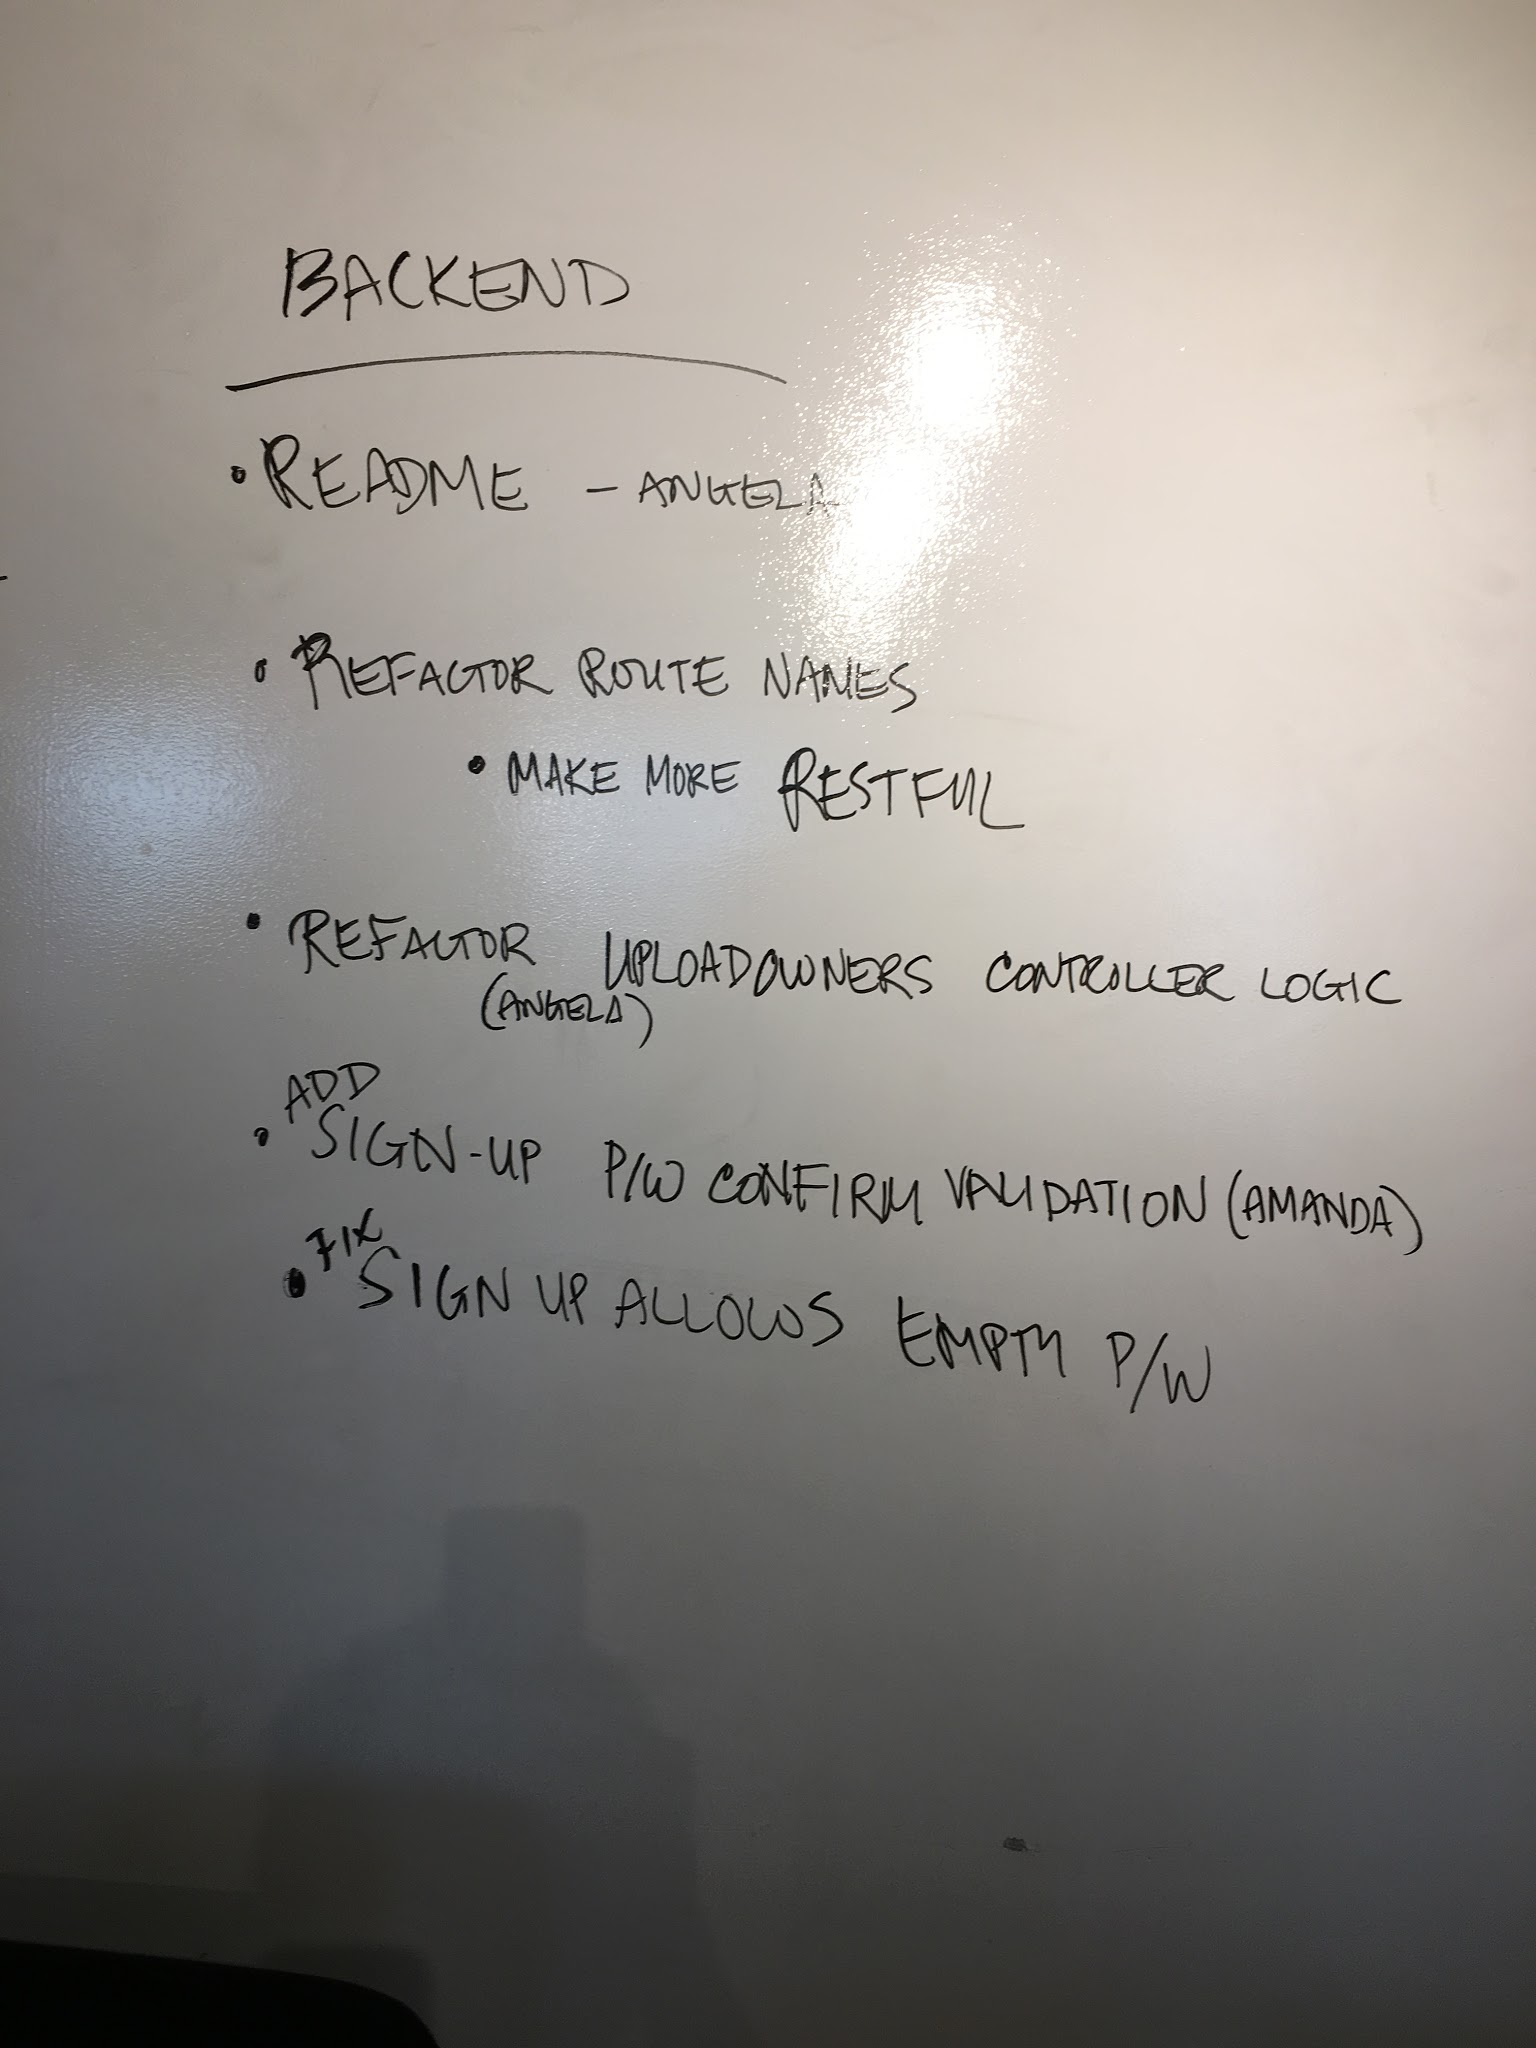 BACKEND
• README - ANGELA
• REFACTOR ROUTE NAMES
• MAKE MORE RESTFUL
• REFACTOR UPLOADOWNERS CONTROLLER LOGIC
(ANGELA)
ADD
• SIGN-UP P/W CONFIRM VALIDATION (AMANDA)
FIX
• SIGN UP ALLOWS EMPTY P/W